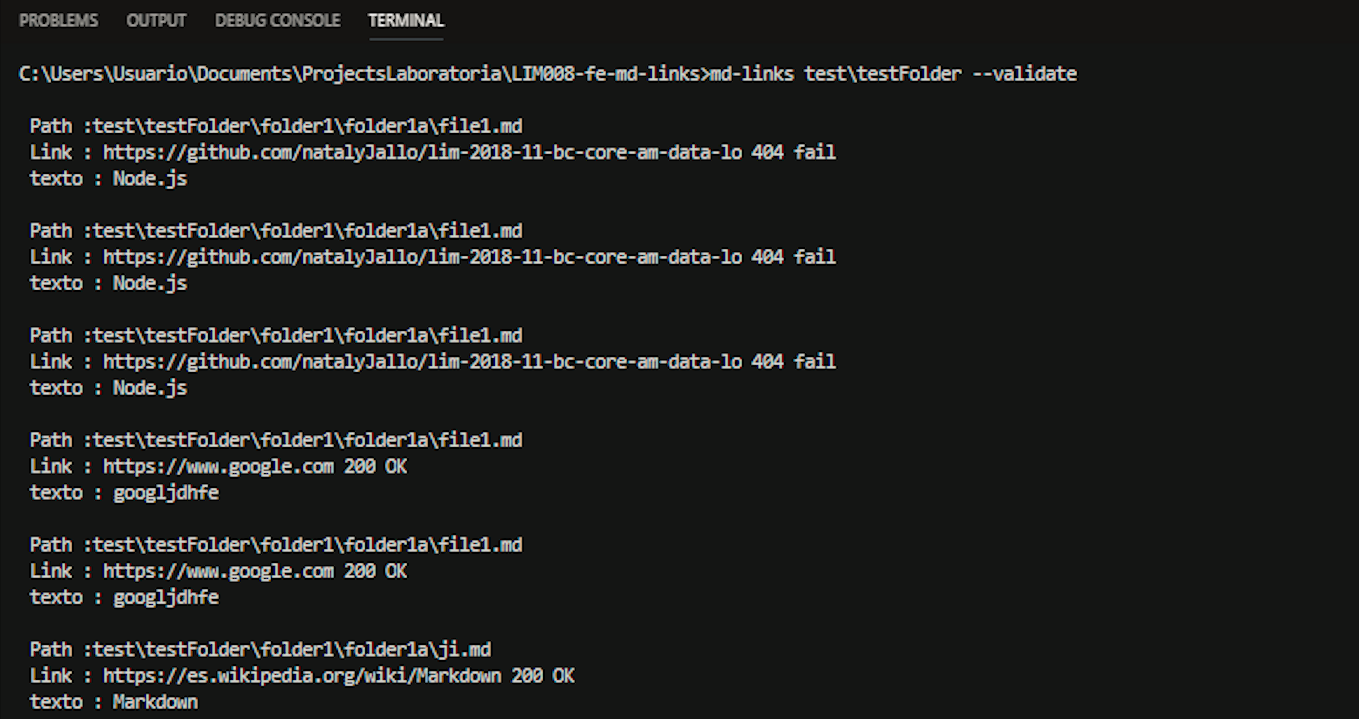 PROBLEMS OUTPUT DEBUG CONSOLE TERMINAL
C:\Users\Usuario\Documents\ProjectsLaboratoria\LIM008-fe-md-links>md-links test\testFolder --validate
Path :test\testFolder\folder1\folder1a\file1.md
Link : https://github.com/natalyJallo/lim-2018-11-bc-core-am-data-lo 404 fail
texto : Node.js
Path :test\testFolder\folder1\folder1a\file1.md
Link : https://github.com/natalyJallo/lim-2018-11-bc-core-am-data-lo 404 fail
texto : Node.js
Path :test\testFolder\folder1\folder1a\file1.md
Link : https://github.com/natalyJallo/lim-2018-11-bc-core-am-data-lo 404 fail
texto : Node.js
Path :test\testFolder\folder1\folder1a\file1.md
Link : https://www.google.com 200 OK
texto : googljdhfe
Path :test\testFolder\folder1\folder1a\file1.md
Link : https://www.google.com 200 OK
texto : googljdhfe
Path :test\testFolder\folder1\folder1a\ji.md
Link : https://es.wikipedia.org/wiki/Markdown 200 OK
texto : Markdown